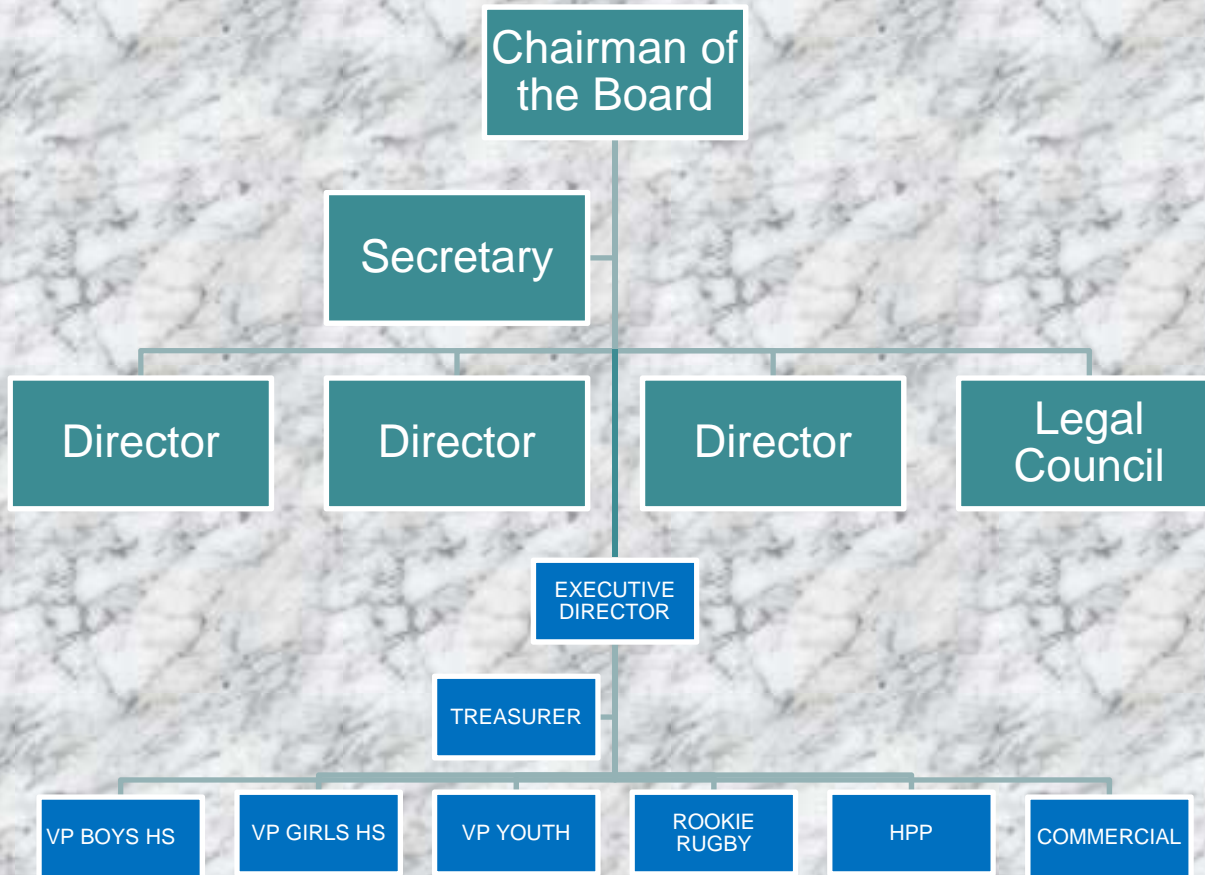 Chairman of
the Board
Secretary
Director
Director
Director
Legal
Council
EXECUTIVE
DIRECTOR
TREASURER
VP BOYS HS
VP GIRLS HS
VP YOUTH
ROOKIE
RUGBY
HPP
COMMERCIAL